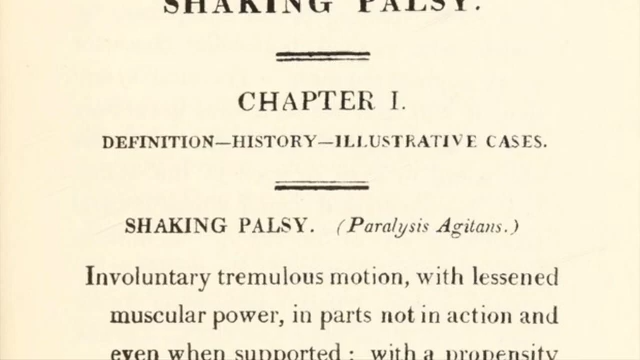 SHAKING PALSY.
CHAPTER I.
DEFINITION—HISTORY—ILLUSTRATIVE CASES.
SHAKING PALSY. (Paralysis Agitans.)
Involuntary tremulous motion, with lessened
muscular power, in parts not in action and
even when supported; with a propensity